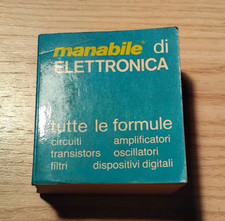 manabile® di
ELETTRONICA
tutte le formule
circuiti amplificatori
transistors oscillatori
filtri dispositivi digitali